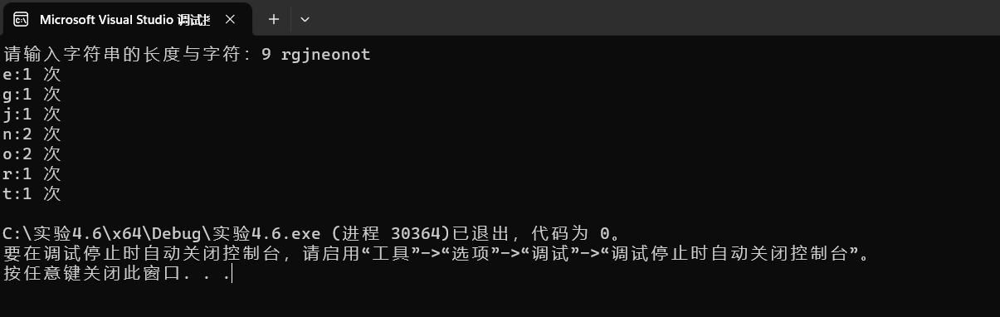 Microsoft Visual Studio 调试
请输入字符串的长度与字符：9 rgjneonot
e:1 次
g:1 次
j:1 次
n:2 次
o:2 次
r:1 次
t:1 次
C:\实验4.6\x64\Debug\实验4.6.exe (进程 30364)已退出，代码为 0。
要在调试停止时自动关闭控制台，请启用“工具”->“选项”->“调试”->“调试停止时自动关闭控制台”。
按任意键关闭此窗口. . .